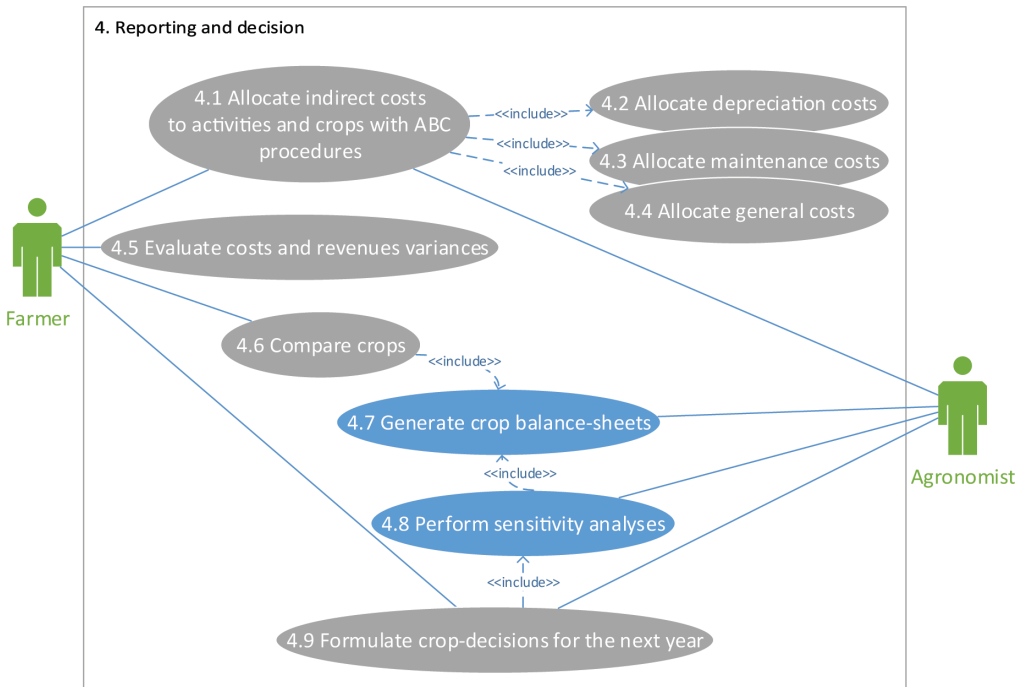 4. Reporting and decision
4.1 Allocate indirect costs
to activities and crops with ABC
procedures
<<include>>
4.2 Allocate depreciation costs
<<include>>
4.3 Allocate maintenance costs
<<include>>
4.4 Allocate general costs
4.5 Evaluate costs and revenues variances
Farmer
4.6 Compare crops
<<include>>
4.7 Generate crop balance-sheets
<<include>>
Agronomist
4.8 Perform sensitivity analyses
<<include>>
4.9 Formulate crop-decisions for the next year